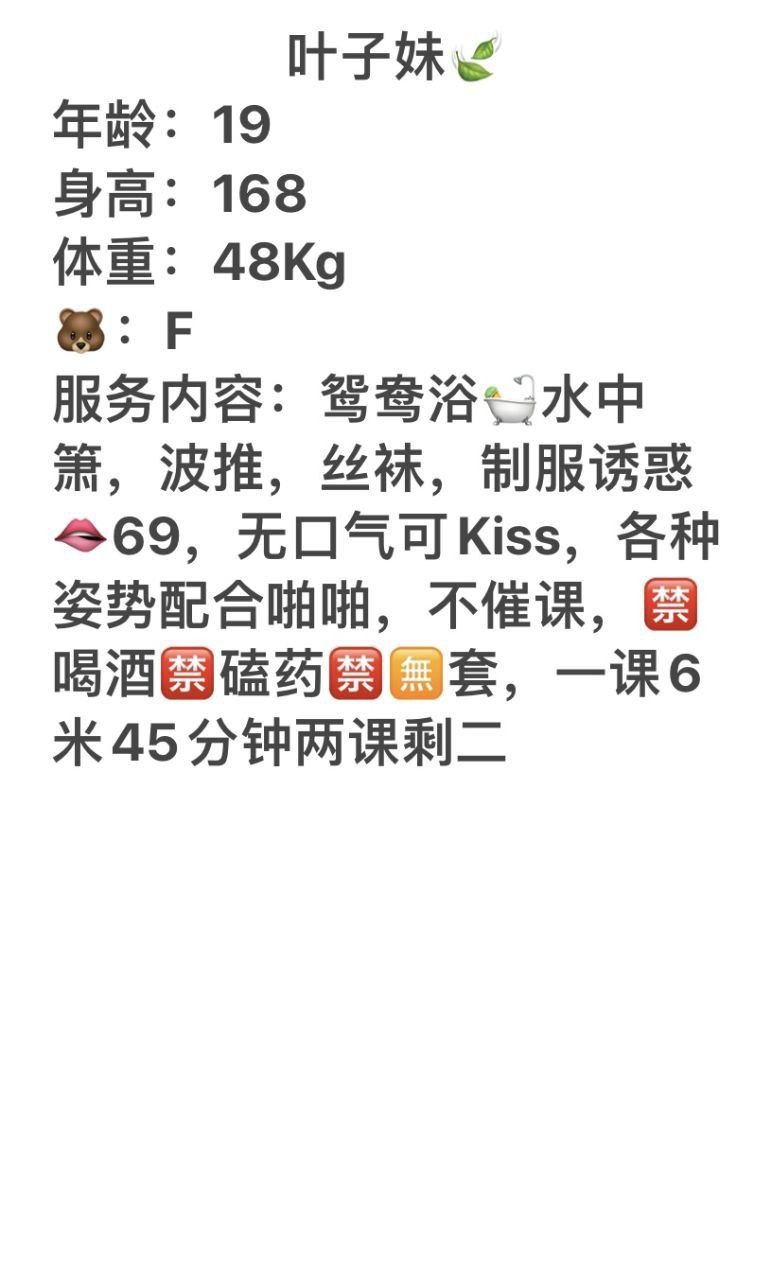 叶子妹🍃
年龄：19
身高：168
体重：48Kg
🐻：F
服务内容：鸳鸯浴🛀水中
箫，波推，丝袜，制服诱惑
👄69，无口气可Kiss，各种
姿势配合啪啪，不催课，🈲
喝酒🈲磕药🈲🈚套，一课6
米45分钟两课剩二